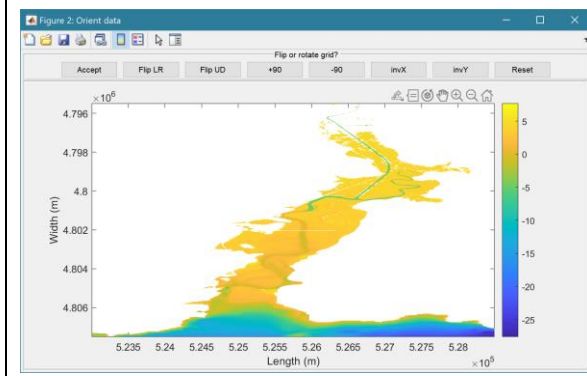 Figure 2: Orient data
Flip or rotate grid?
Accept Flip LR Flip UD +90 -90 invX invY Reset
×10⁶
4.796
4.798
4.8
4.802
4.804
4.806
Width (m)
5.235 5.24 5.245 5.25 5.255 5.26 5.265 5.27 5.275 5.28
Length (m)
×10⁵
5
0
-5
-10
-15
-20
-25